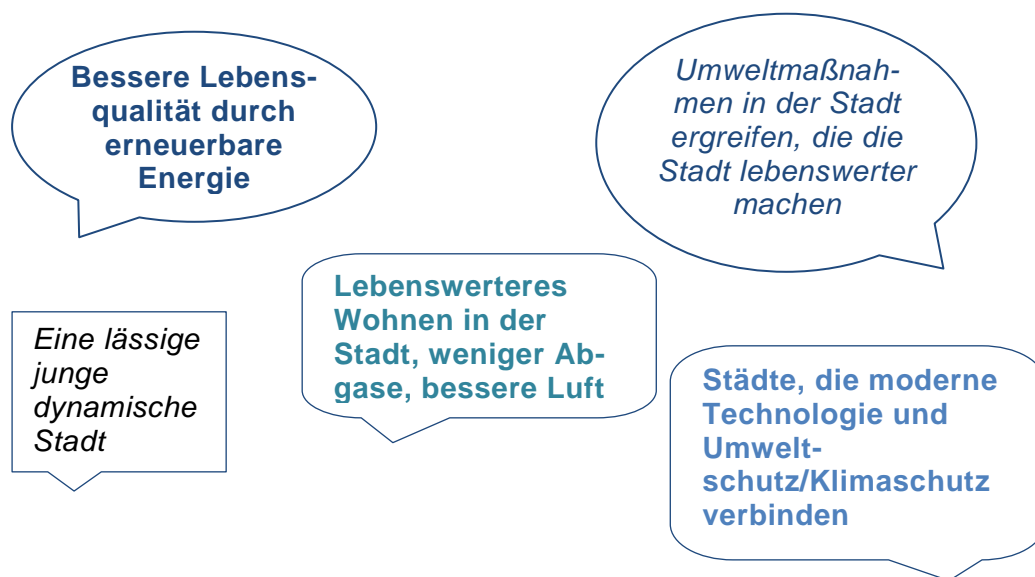 Bessere Lebens-
qualität durch
erneuerbare
Energie
Umweltmaßnah-
men in der Stadt
ergreifen, die die
Stadt lebenswerter
machen
Lebenswerteres
Wohnen in der
Stadt, weniger Ab-
gase, bessere Luft
Eine lässige
junge
dynamische
Stadt
Städte, die moderne
Technologie und
Umwelt-
schutz/Klimaschutz
verbinden